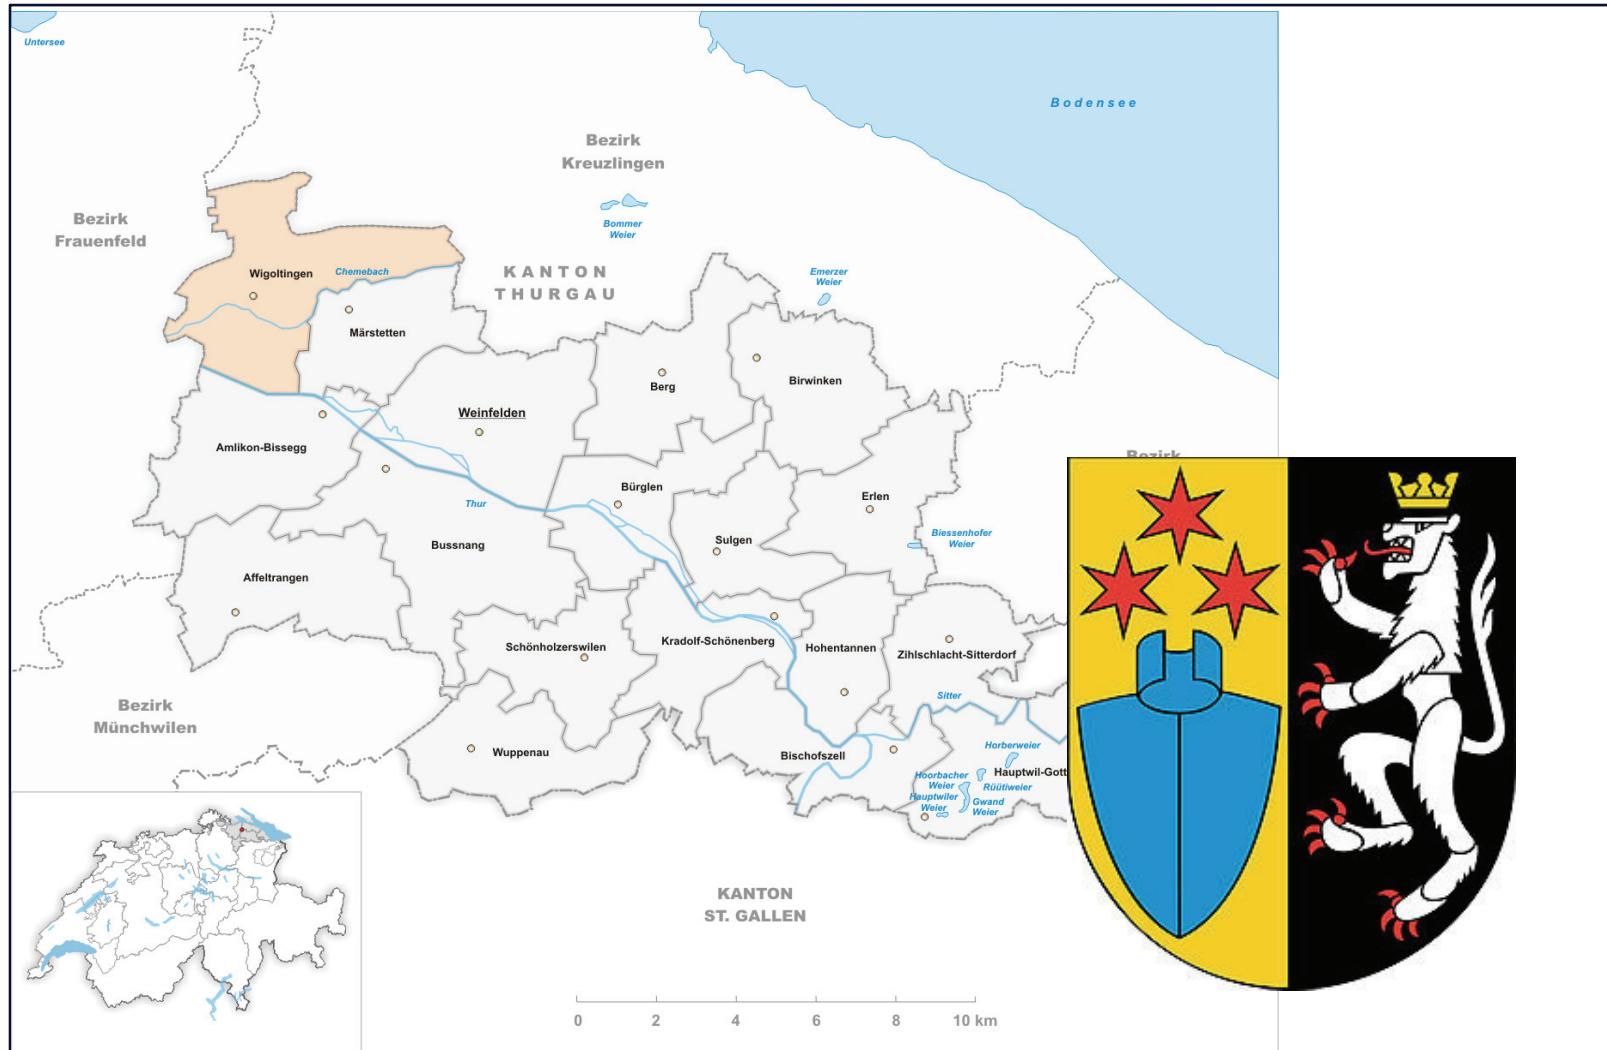 Untersee
Bodensee
Bezirk
Kreuzlingen
Bezirk
Frauenfeld
Bommer
Weier
Wigoltingen
Chemebach
KANTON
THURGAU
Emerzer
Weier
Märstetten
Berg
Birwinken
Weinfelden
Amlikon-Bissegg
Bezirk
Bürglen
Erlen
Thur
Sulgen
Biessenhofer
Weier
Bussnang
Affeltrangen
Schönholzerswilen
Kradolf-Schönenberg
Hohentannen
Zihlschlacht-Sitterdorf
Sitter
Bezirk
Münchwilen
Wuppenau
Bischofszell
Horberweier
Hauptwil-Gott
Hoorbacher
Weier
Rüütiweier
Hauptwiler
Weier
Gwand
Weier
KANTON
ST. GALLEN
0 2 4 6 8 10 km